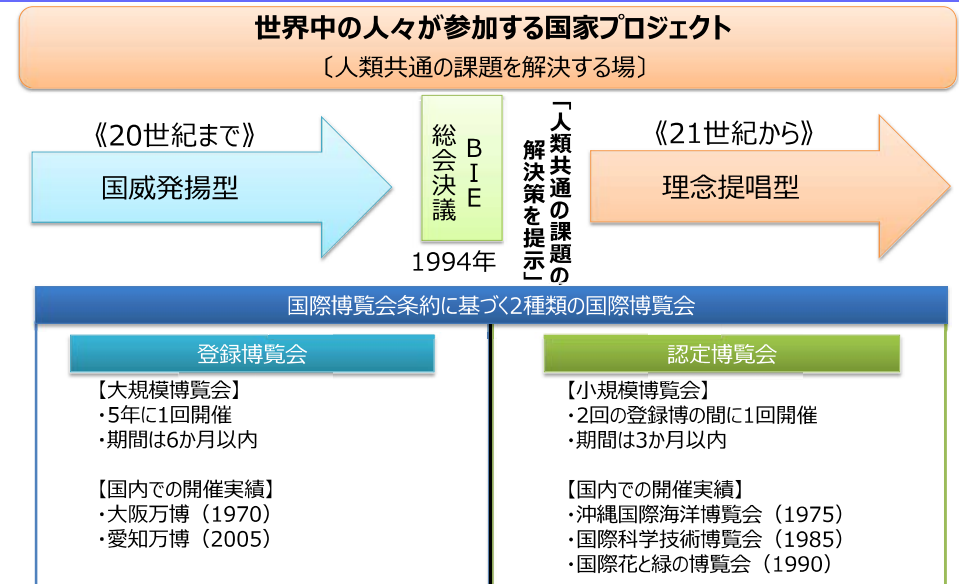 世界中の人々が参加する国家プロジェクト
〔人類共通の課題を解決する場〕
《20世紀まで》
国威発揚型
BIE
総会決議
1994年
「人類共通の課題の
解決策を提示」
《21世紀から》
理念提唱型
国際博覧会条約に基づく2種類の国際博覧会
登録博覧会
【大規模博覧会】
・5年に1回開催
・期間は6か月以内
【国内での開催実績】
・大阪万博（1970）
・愛知万博（2005）
認定博覧会
【小規模博覧会】
・2回の登録博の間に1回開催
・期間は3か月以内
【国内での開催実績】
・沖縄国際海洋博覧会（1975）
・国際科学技術博覧会（1985）
・国際花と緑の博覧会（1990）